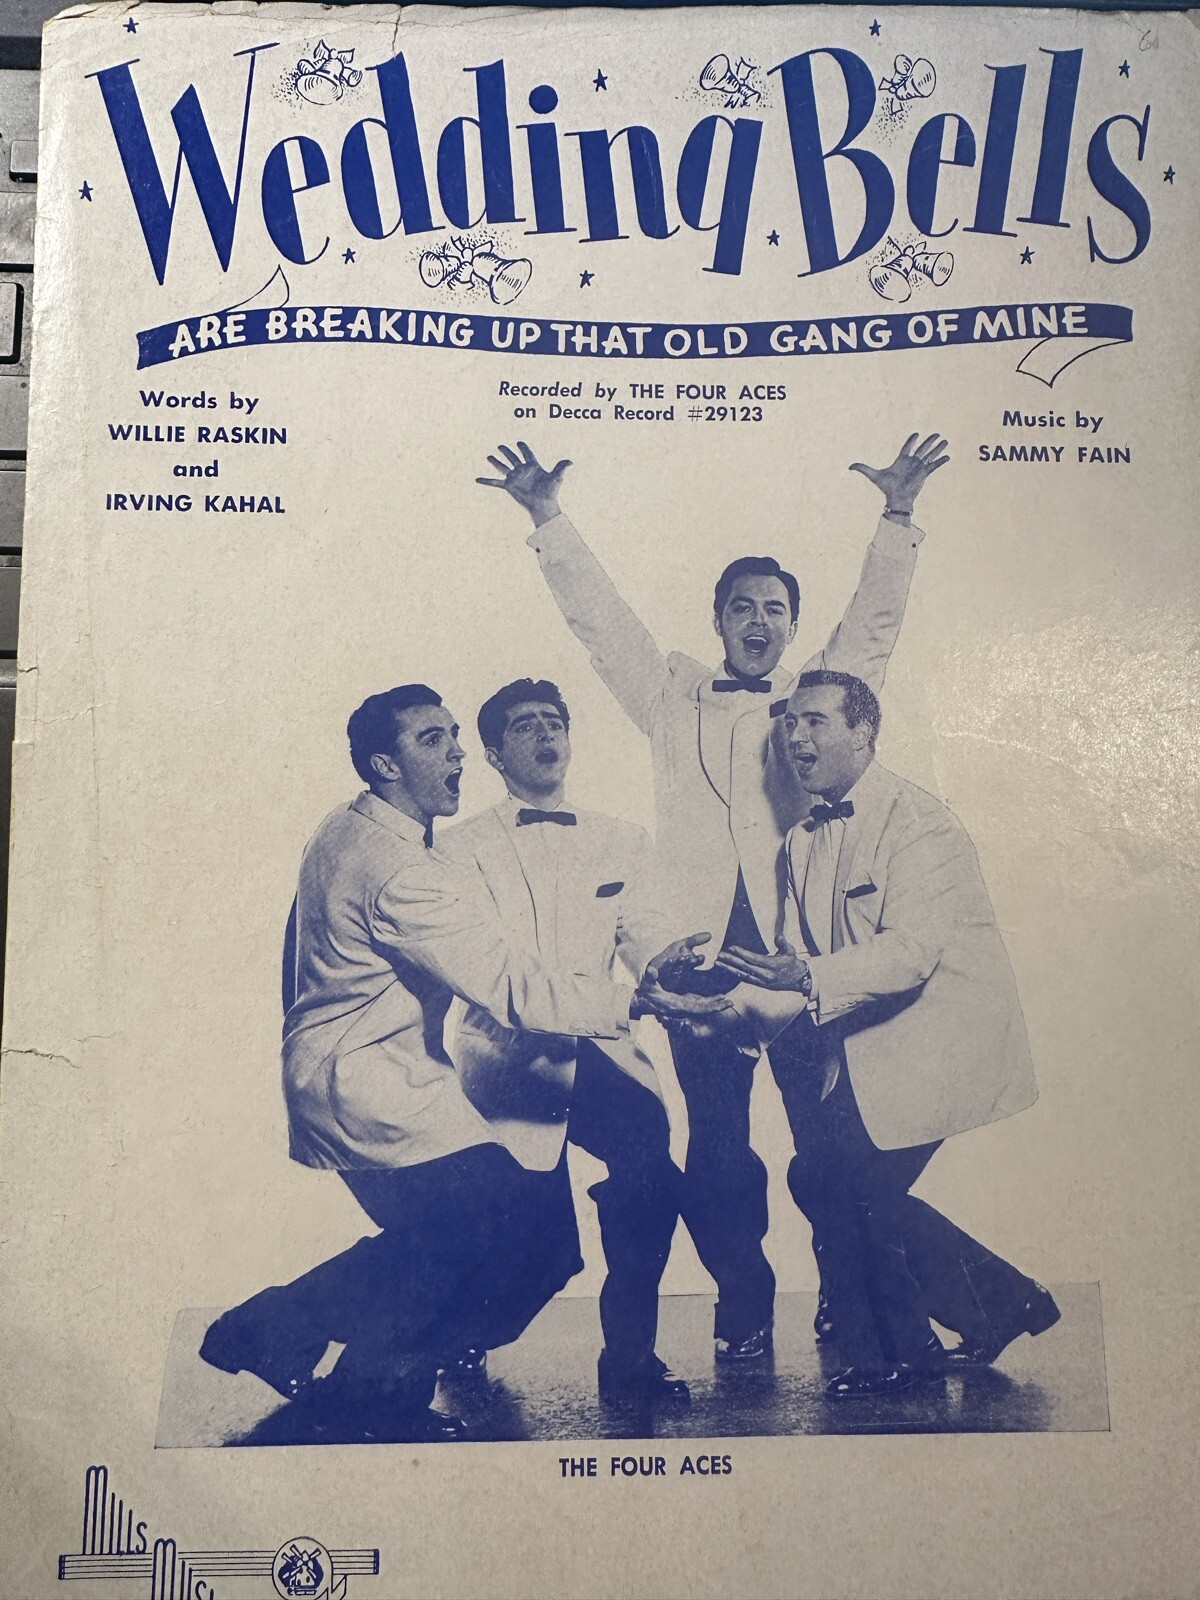 Wedding Bells
ARE BREAKING UP THAT OLD GANG OF MINE
Words by
WILLIE RASKIN
and
IRVING KAHAL
Recorded by THE FOUR ACES
on Decca Record #29123
Music by
SAMMY FAIN
THE FOUR ACES
MILLS